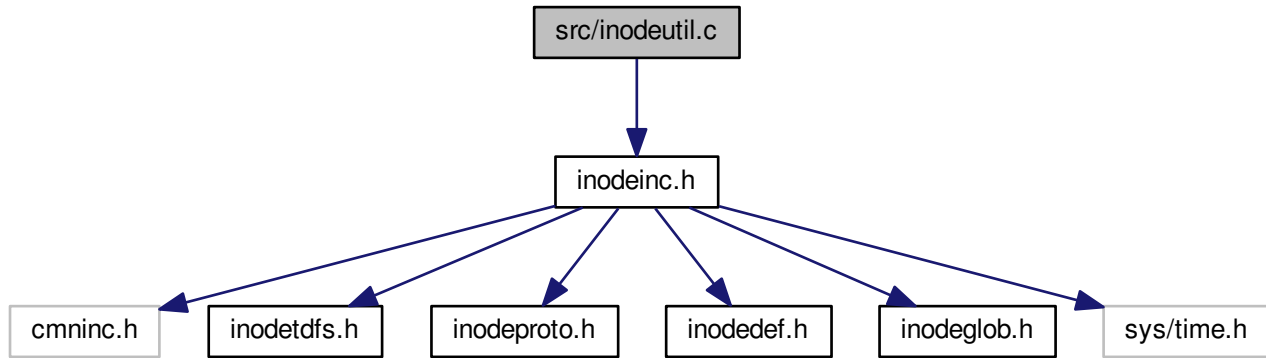 src/inodeutil.c
inodeinc.h
cmninc.h
inodetdfs.h
inodeproto.h
inodedef.h
inodeglob.h
sys/time.h